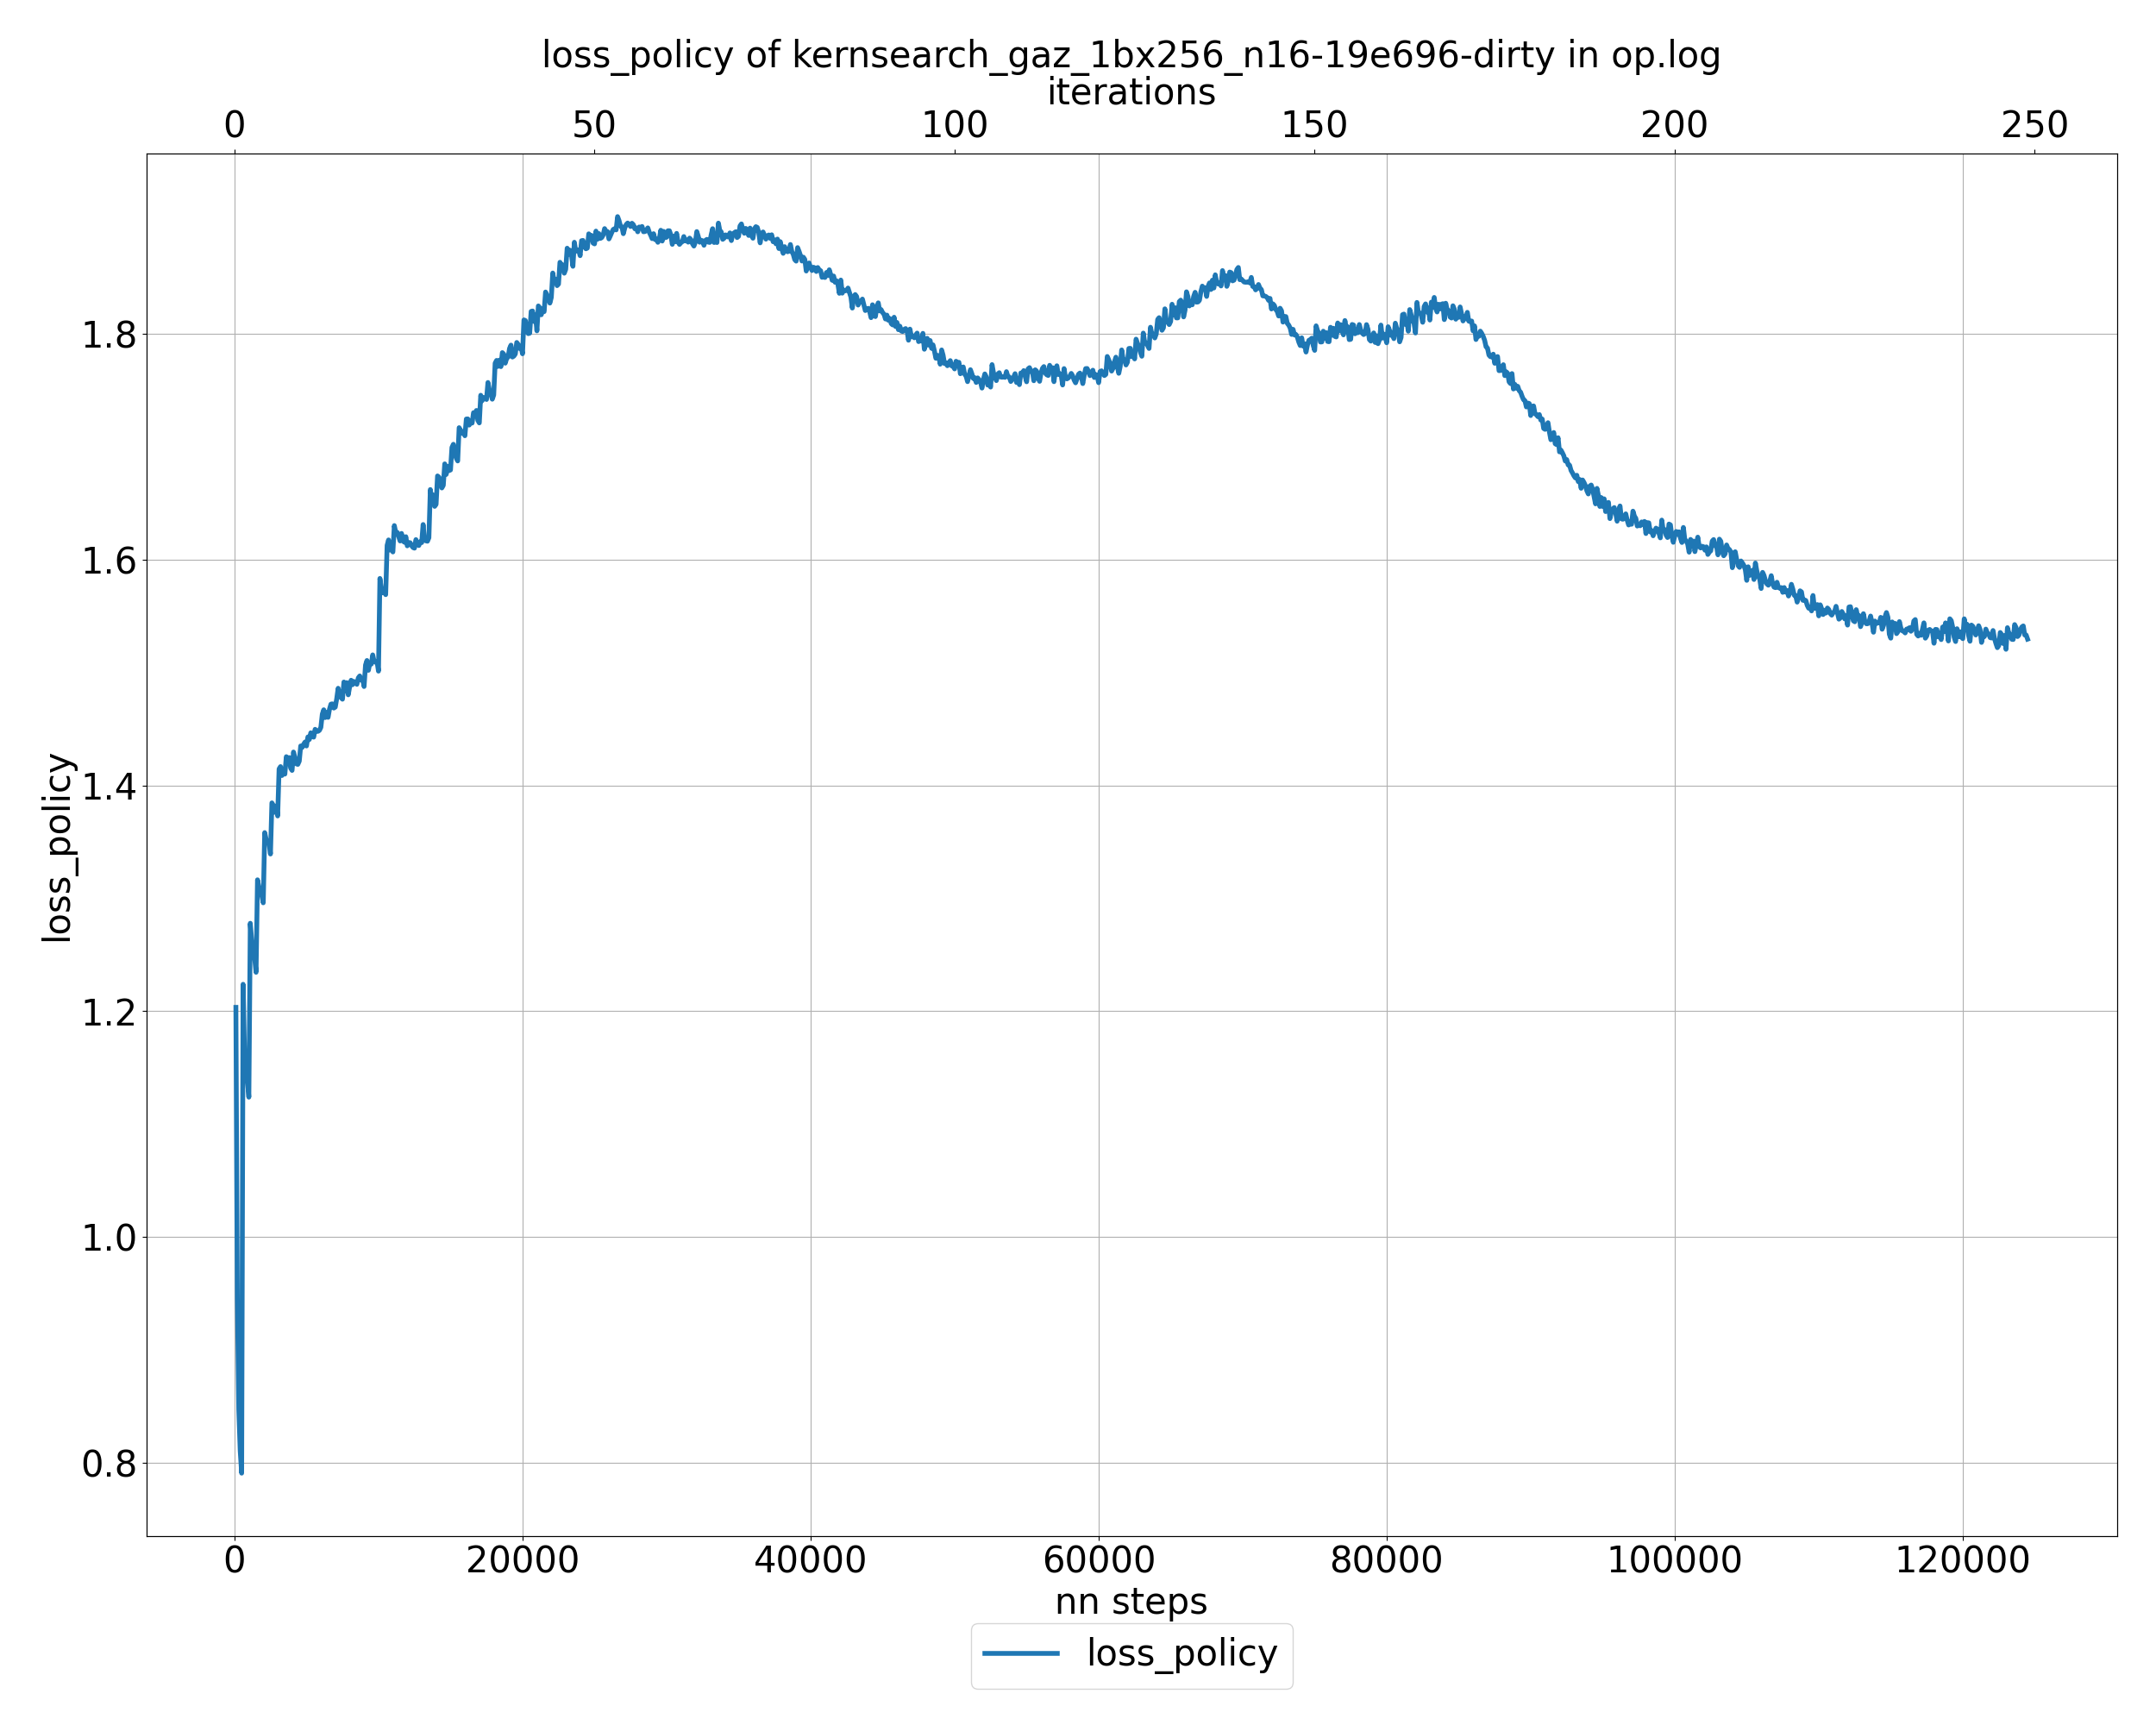 loss_policy of kernsearch_gaz_1bx256_n16-19e696-dirty in op.log
iterations
0 50 100 150 200 250
1.8
1.6
1.4
1.2
1.0
0.8
loss_policy
0 20000 40000 60000 80000 100000 120000
nn steps
loss_policy